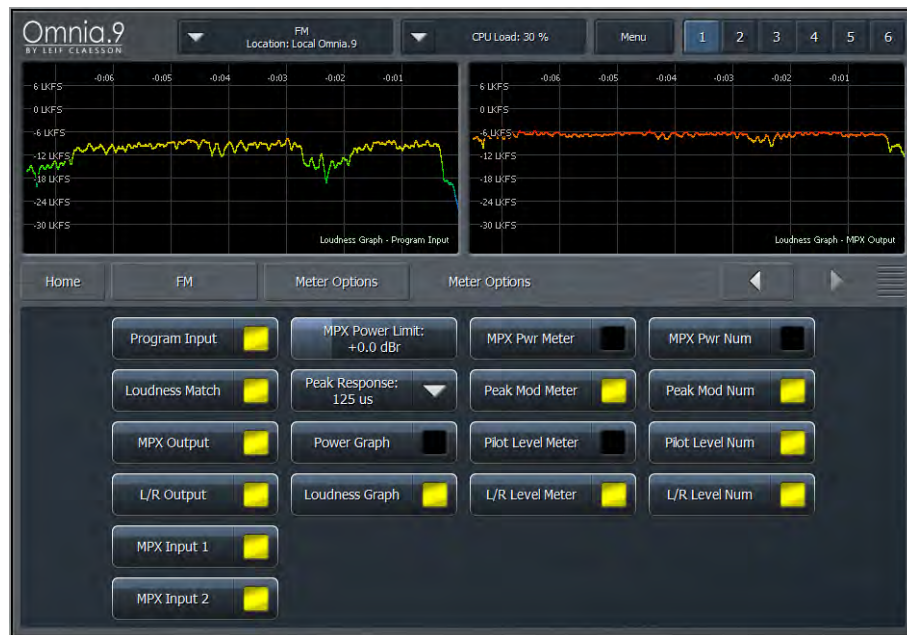 Omnia.9
BY LEIF CLAESSON
FM
Location: Local Omnia.9
CPU Load: 30 %
Menu
1 2 3 4 5 6
-0:06 -0:05 -0:04 -0:03 -0:02 -0:01
6 LKFS
0 LKFS
-6 LKFS
-12 LKFS
-18 LKFS
-24 LKFS
-30 LKFS
Loudness Graph - Program Input
-0:06 -0:05 -0:04 -0:03 -0:02 -0:01
6 LKFS
0 LKFS
-6 LKFS
-12 LKFS
-18 LKFS
-24 LKFS
-30 LKFS
Loudness Graph - MPX Output
Home FM Meter Options Meter Options
Program Input
MPX Power Limit:
+0.0 dBr
MPX Pwr Meter
MPX Pwr Num
Loudness Match
Peak Response:
125 us
Peak Mod Meter
Peak Mod Num
MPX Output
Power Graph
Pilot Level Meter
Pilot Level Num
L/R Output
Loudness Graph
L/R Level Meter
L/R Level Num
MPX Input 1
MPX Input 2